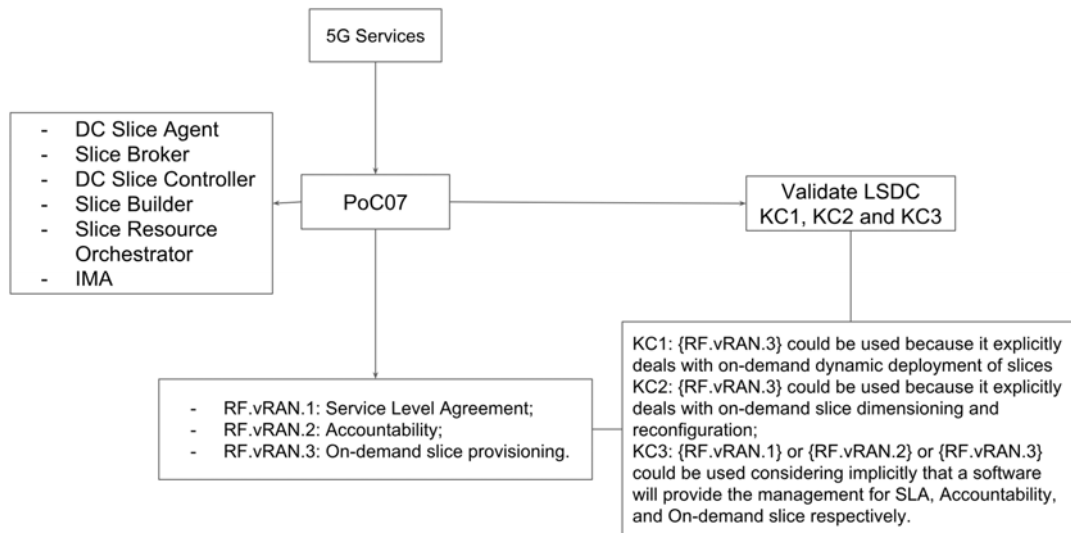 5G Services
- DC Slice Agent
- Slice Broker
- DC Slice Controller
- Slice Builder
- Slice Resource
Orchestrator
- IMA
PoC07
Validate LSDC
KC1, KC2 and KC3
- RF.vRAN.1: Service Level Agreement;
- RF.vRAN.2: Accountability;
- RF.vRAN.3: On-demand slice provisioning.
KC1: {RF.vRAN.3} could be used because it explicitly
deals with on-demand dynamic deployment of slices
KC2: {RF.vRAN.3} could be used because it explicitly
deals with on-demand slice dimensioning and
reconfiguration;
KC3: {RF.vRAN.1} or {RF.vRAN.2} or {RF.vRAN.3}
could be used considering implicitly that a software
will provide the management for SLA, Accountability,
and On-demand slice respectively.